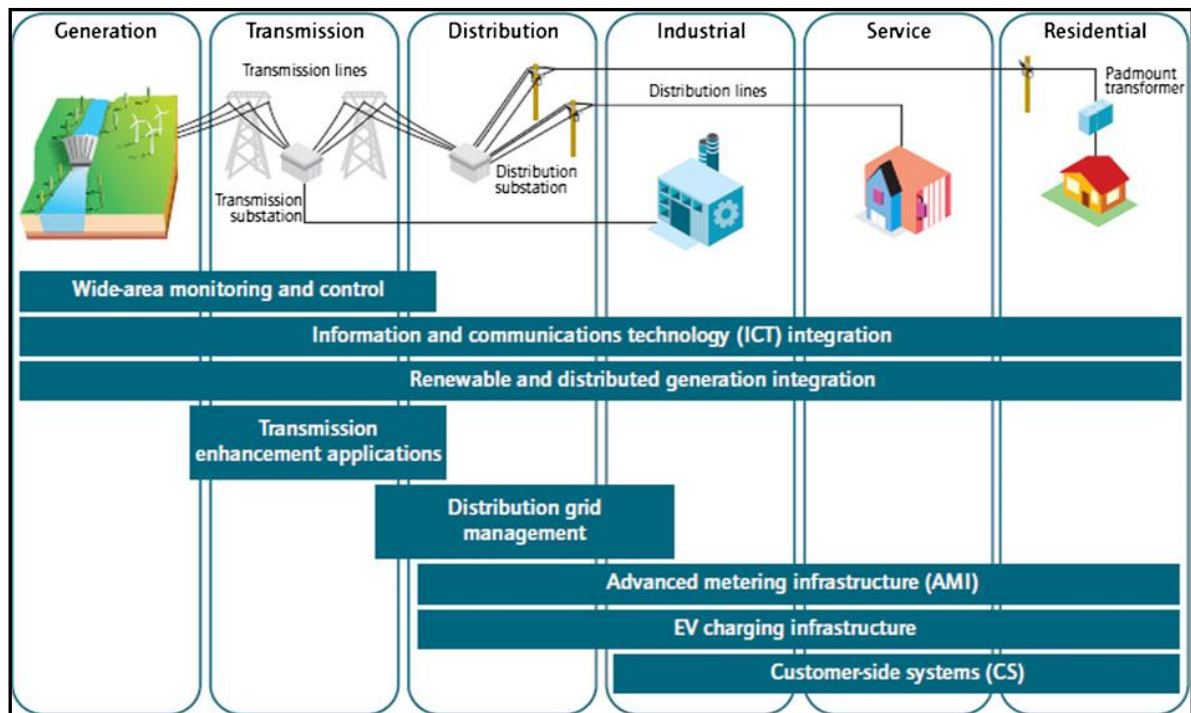 Generation
Transmission
Distribution
Industrial
Service
Residential
Transmission lines
Padmount
transformer
Distribution lines
Distribution
substation
Transmission
substation
Wide-area monitoring and control
Information and communications technology (ICT) integration
Renewable and distributed generation integration
Transmission
enhancement applications
Distribution grid
management
Advanced metering infrastructure (AMI)
EV charging infrastructure
Customer-side systems (CS)